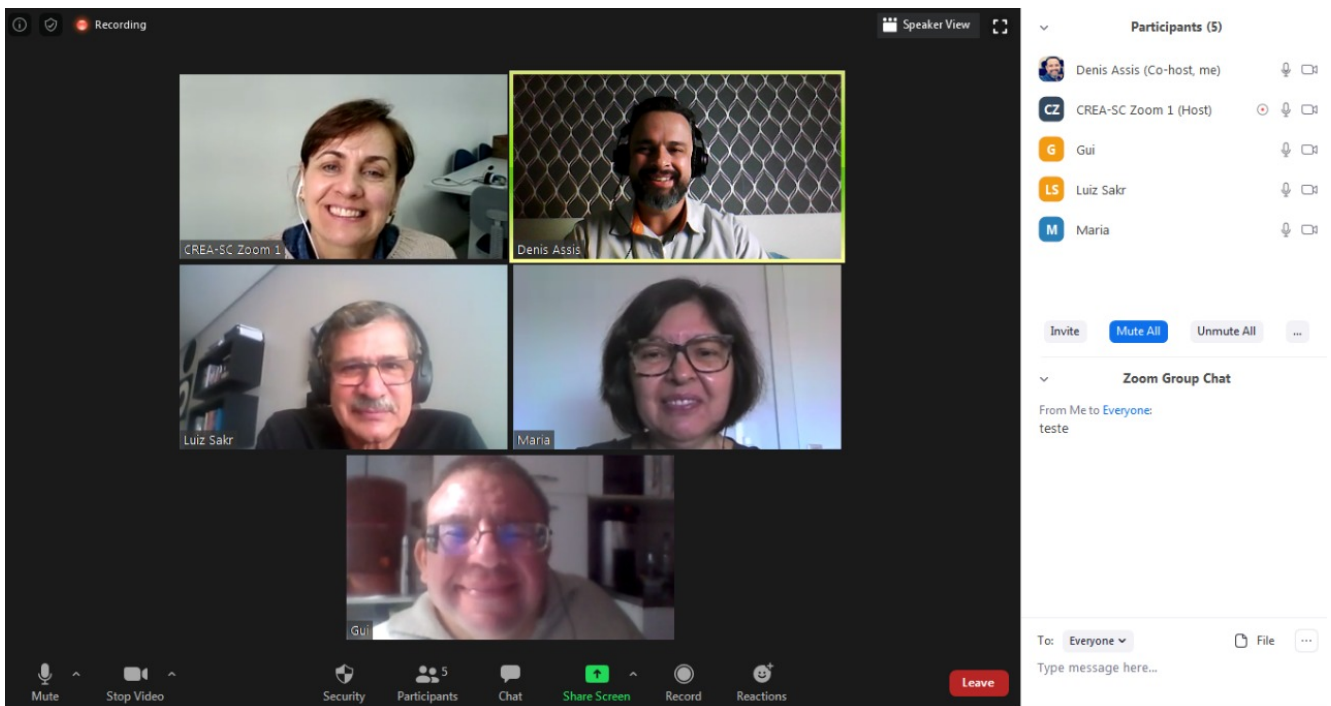 Recording
Speaker View
CREA-SC Zoom 1
Denis Assis
Luiz Sakr
Maria
Gui
Mute
Stop Video
Security
5
Participants
Chat
Share Screen
Record
Reactions
Leave
Participants (5)
Denis Assis (Co-host, me)
CZ CREA-SC Zoom 1 (Host)
G Gui
LS Luiz Sakr
M Maria
Invite Mute All Unmute All ...
Zoom Group Chat
From Me to Everyone:
teste
To: Everyone File ...
Type message here...